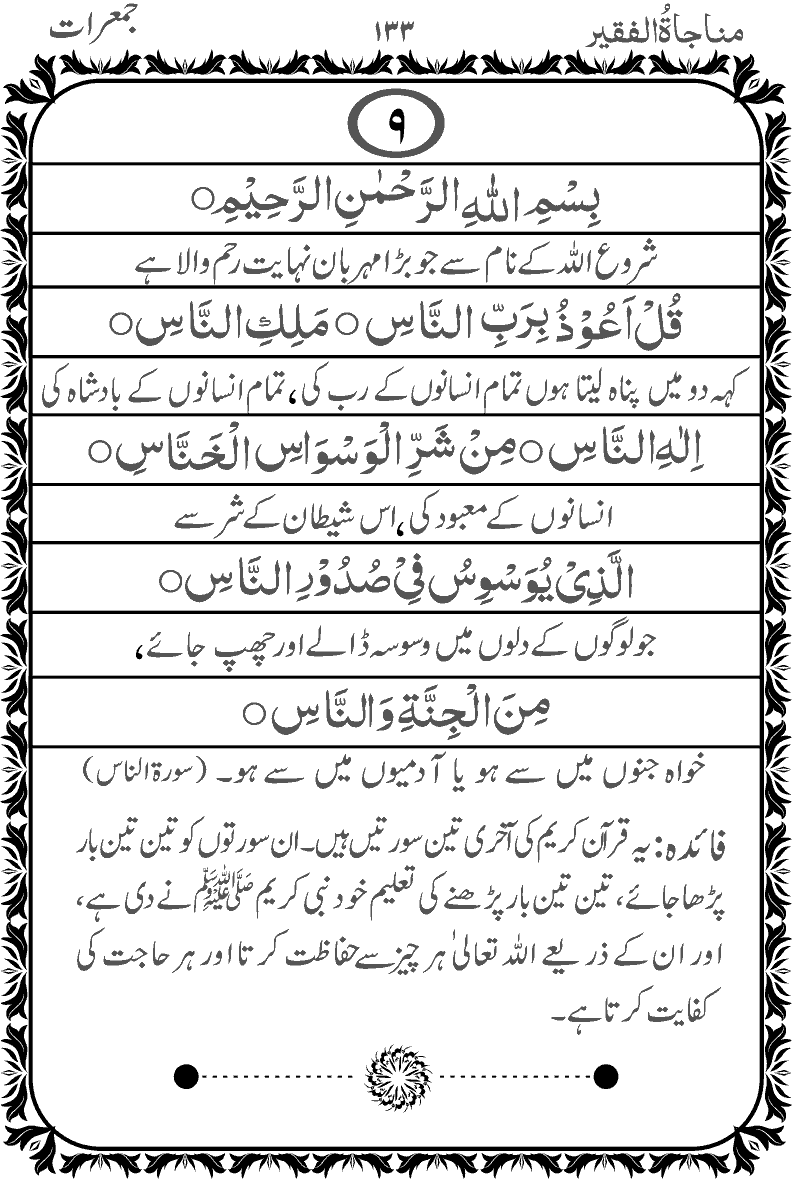 مناجاۃُ الفقیر
۱۳۳
جمعرات
۹
بِسْمِ اللّٰهِ الرَّحْمٰنِ الرَّحِیْمِ○
شروع اللہ کے نام سے جو بڑا مہربان نہایت رحم والا ہے
قُلْ اَعُوْذُ بِرَبِّ النَّاسِ○ مَلِكِ النَّاسِ○
کہہ دو میں پناہ لیتا ہوں تمام انسانوں کے رب کی، تمام انسانوں کے بادشاہ کی
اِلٰهِ النَّاسِ○ مِنْ شَرِّ الْوَسْوَاسِ الْخَنَّاسِ○
انسانوں کے معبود کی، اس شیطان کے شر سے
الَّذِیْ یُوَسْوِسُ فِیْ صُدُوْرِ النَّاسِ○
جو لوگوں کے دلوں میں وسوسہ ڈالے اور چھپ جائے،
مِنَ الْجِنَّةِ وَالنَّاسِ○
خواہ جنوں میں سے ہو یا آدمیوں میں سے ہو۔ (سورۃ الناس)
فائدہ: یہ قرآن کریم کی آخری تین سورتیں ہیں۔ ان سورتوں کو تین تین بار
پڑھا جائے، تین تین بار پڑھنے کی تعلیم خود نبی کریم ﷺ نے دی ہے،
اور ان کے ذریعے اللہ تعالیٰ ہر چیز سے حفاظت کرتا اور ہر حاجت کی
کفایت کرتا ہے۔